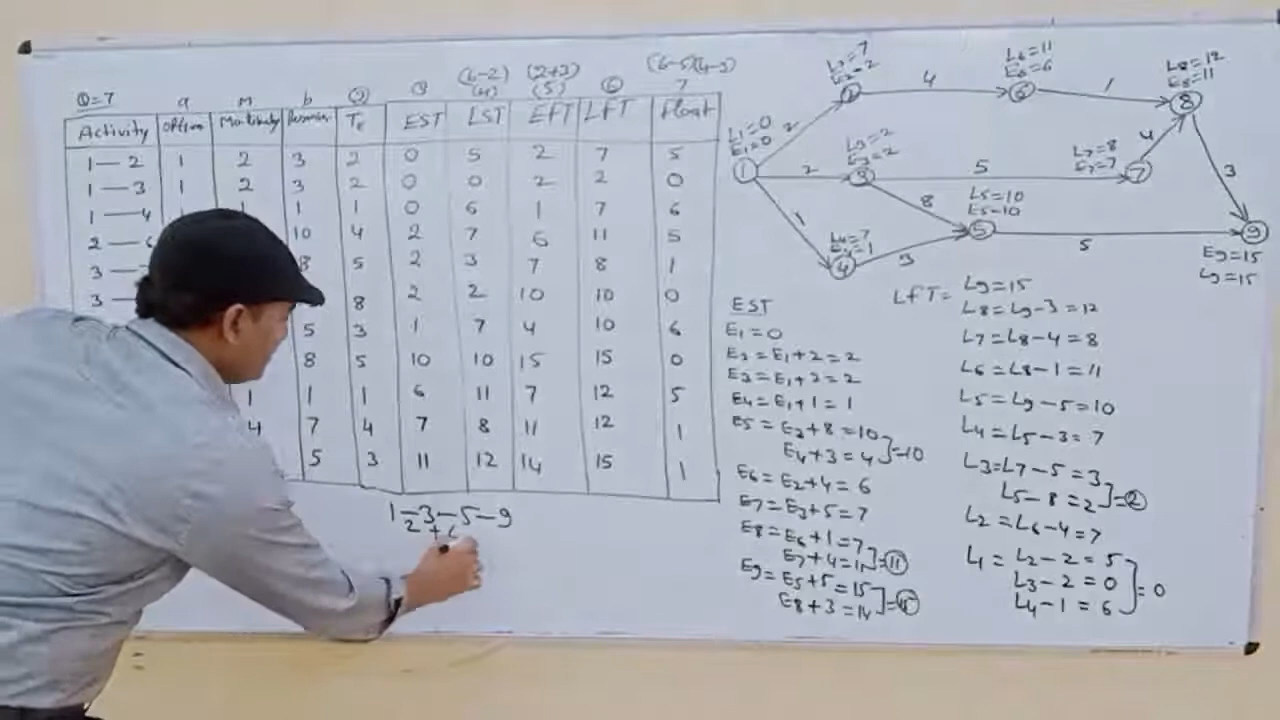 Q=7 a m b (6-2) (4) (2+3) (5) 7
Activity EST LST EFT LFT float
1—2 1 2 3 2 0 5 2 7 5
1—3 1 2 3 2 0 0 2 2 0
1—4 1 1 0 6 1 7 6
2— 10 4 2 7 6 11 5
3— 8 5 2 3 7 8 1
3— 8 2 2 10 10 0
5 3 1 7 4 10 6
8 5 10 10 15 15 0
1 1 1 6 11 7 12 5
4 7 4 7 8 11 12 1
5 3 11 12 14 15 1
1-3-5-9
2+
L2=7
E2=2
L6=11
E6=6
L8=12
E8=11
2 4 6 1 8
L1=0
E1=0
L3=2
E3=2
L7=8
E7=7
1 2 2 3 5 7 4 3
L5=10
E5=10
8 5 5 9
1 L4=7
E4=1
4 3
E9=15
L9=15
EST
E1=0
E2=E1+2=2
E3=E1+2=2
E4=E1+1=1
E5=E3+8=10
E4+3=4 =10
E6=E2+4=6
E7=E3+5=7
E8=E6+1=7
E7+4=11 =11
E9=E5+5=15
E8+3=14 =15
LFT= L9=15
L8=L9-3=12
L7=L8-4=8
L6=L8-1=11
L5=L9-5=10
L4=L5-3=7
L3=L7-5=3
L5-8=2 =2
L2=L6-4=7
L1=L2-2=5
L3-2=0 =0
L4-1=6